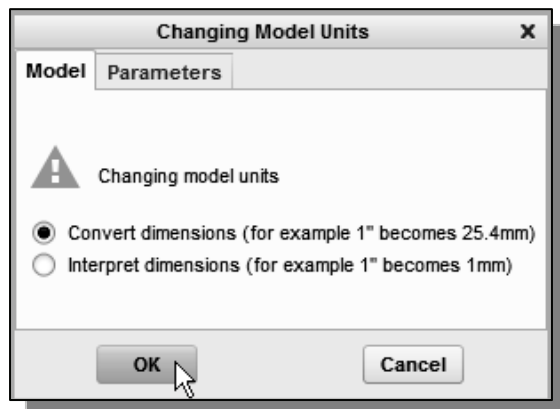 Changing Model Units X
Model Parameters
Changing model units
Convert dimensions (for example 1" becomes 25.4mm)
Interpret dimensions (for example 1" becomes 1mm)
OK Cancel